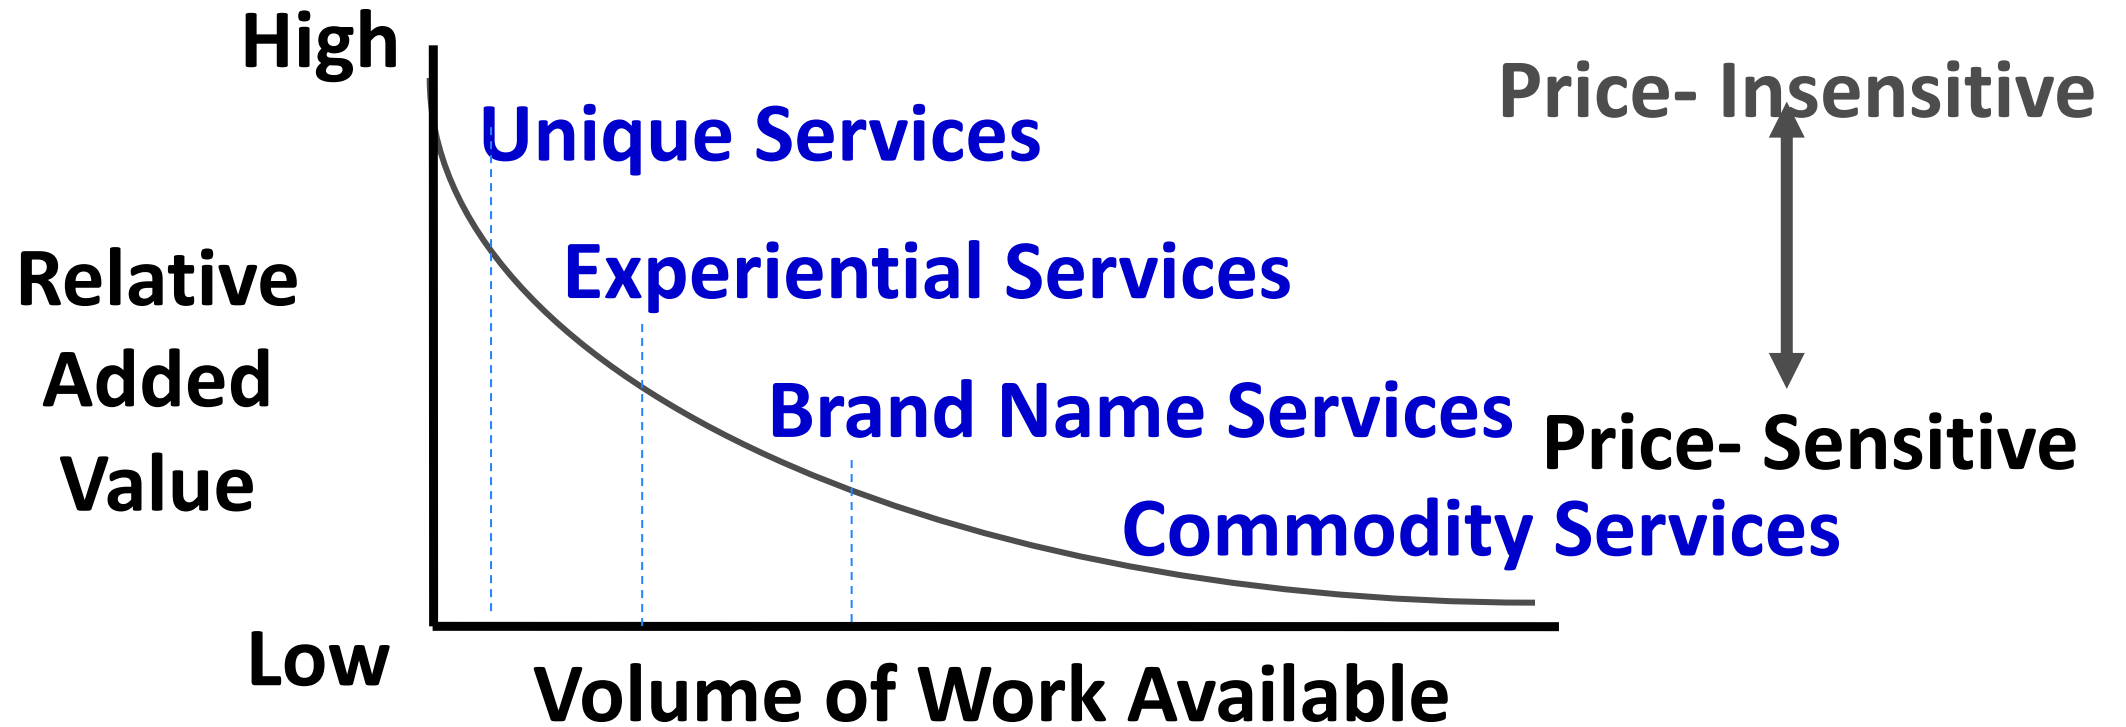 High
Price- Insensitive
Unique Services
Experiential Services
Relative
Added
Value
Brand Name Services
Price- Sensitive
Commodity Services
Low
Volume of Work Available